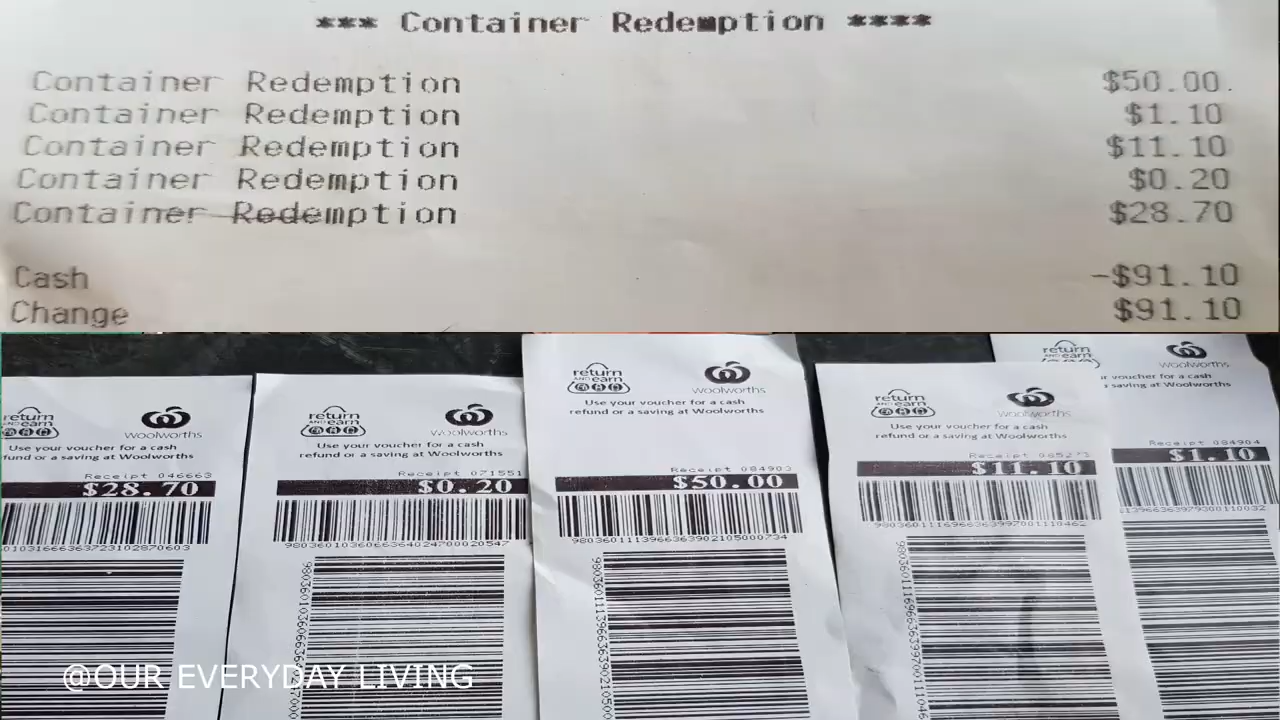 *** Container Redemption ****
Container Redemption $50.00
Container Redemption $1.10
Container Redemption $11.10
Container Redemption $0.20
Container Redemption $28.70
Cash -$91.10
Change $91.10
return
AND earn
woolworths
Use your voucher for a cash
fund or a saving at Woolworths
Receipt 046663
$28.70
return
AND earn
woolworths
Use your voucher for a cash
refund or a saving at Woolworths
Receipt 071551
$0.20
return
AND earn
woolworths
Use your voucher for a cash
refund or a saving at Woolworths
Receipt 084903
$50.00
return
AND earn
woolworths
Use your voucher for a cash
refund or a saving at Woolworths
Receipt 065273
$11.10
return
AND earn
woolworths
voucher for a cash
saving at Woolworths
Receipt 084904
$1.10
@OUR EVERYDAY LIVING